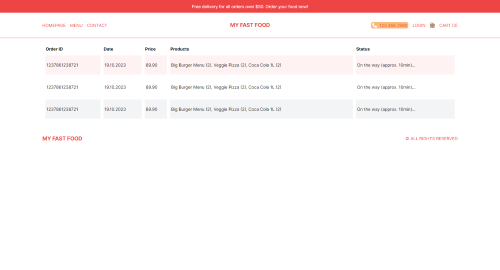 Free delivery for all orders over $50. Order your food now!
HOMEPAGE MENU CONTACT MY FAST FOOD 123 456 7890 LOGIN CART (3)
Order ID Date Price Products Status
1237861238721 19.10.2023 89.90 Big Burger Menu (2), Veggie Pizza (2), Coca Cola 1L (2) On the way (approx. 10min)...
1237861238721 19.10.2023 89.90 Big Burger Menu (2), Veggie Pizza (2), Coca Cola 1L (2) On the way (approx. 10min)...
1237861238721 19.10.2023 89.90 Big Burger Menu (2), Veggie Pizza (2), Coca Cola 1L (2) On the way (approx. 10min)...
MY FAST FOOD © ALL RIGHTS RESERVED